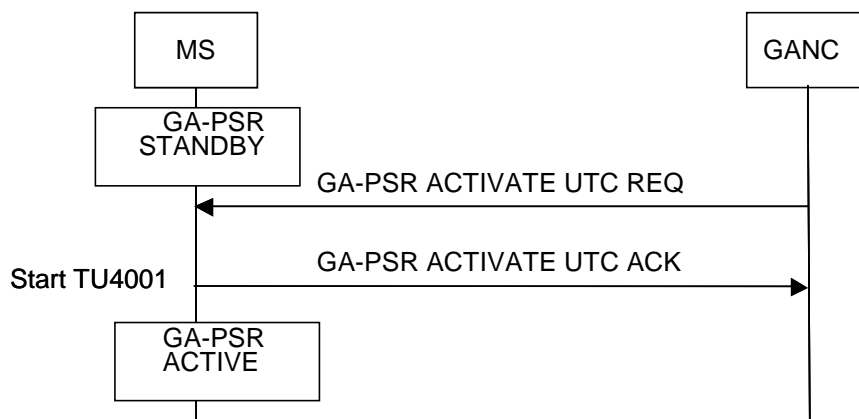 MS
GANC
GA-PSR
STANDBY
GA-PSR ACTIVATE UTC REQ
GA-PSR ACTIVATE UTC ACK
Start TU4001
GA-PSR
ACTIVE